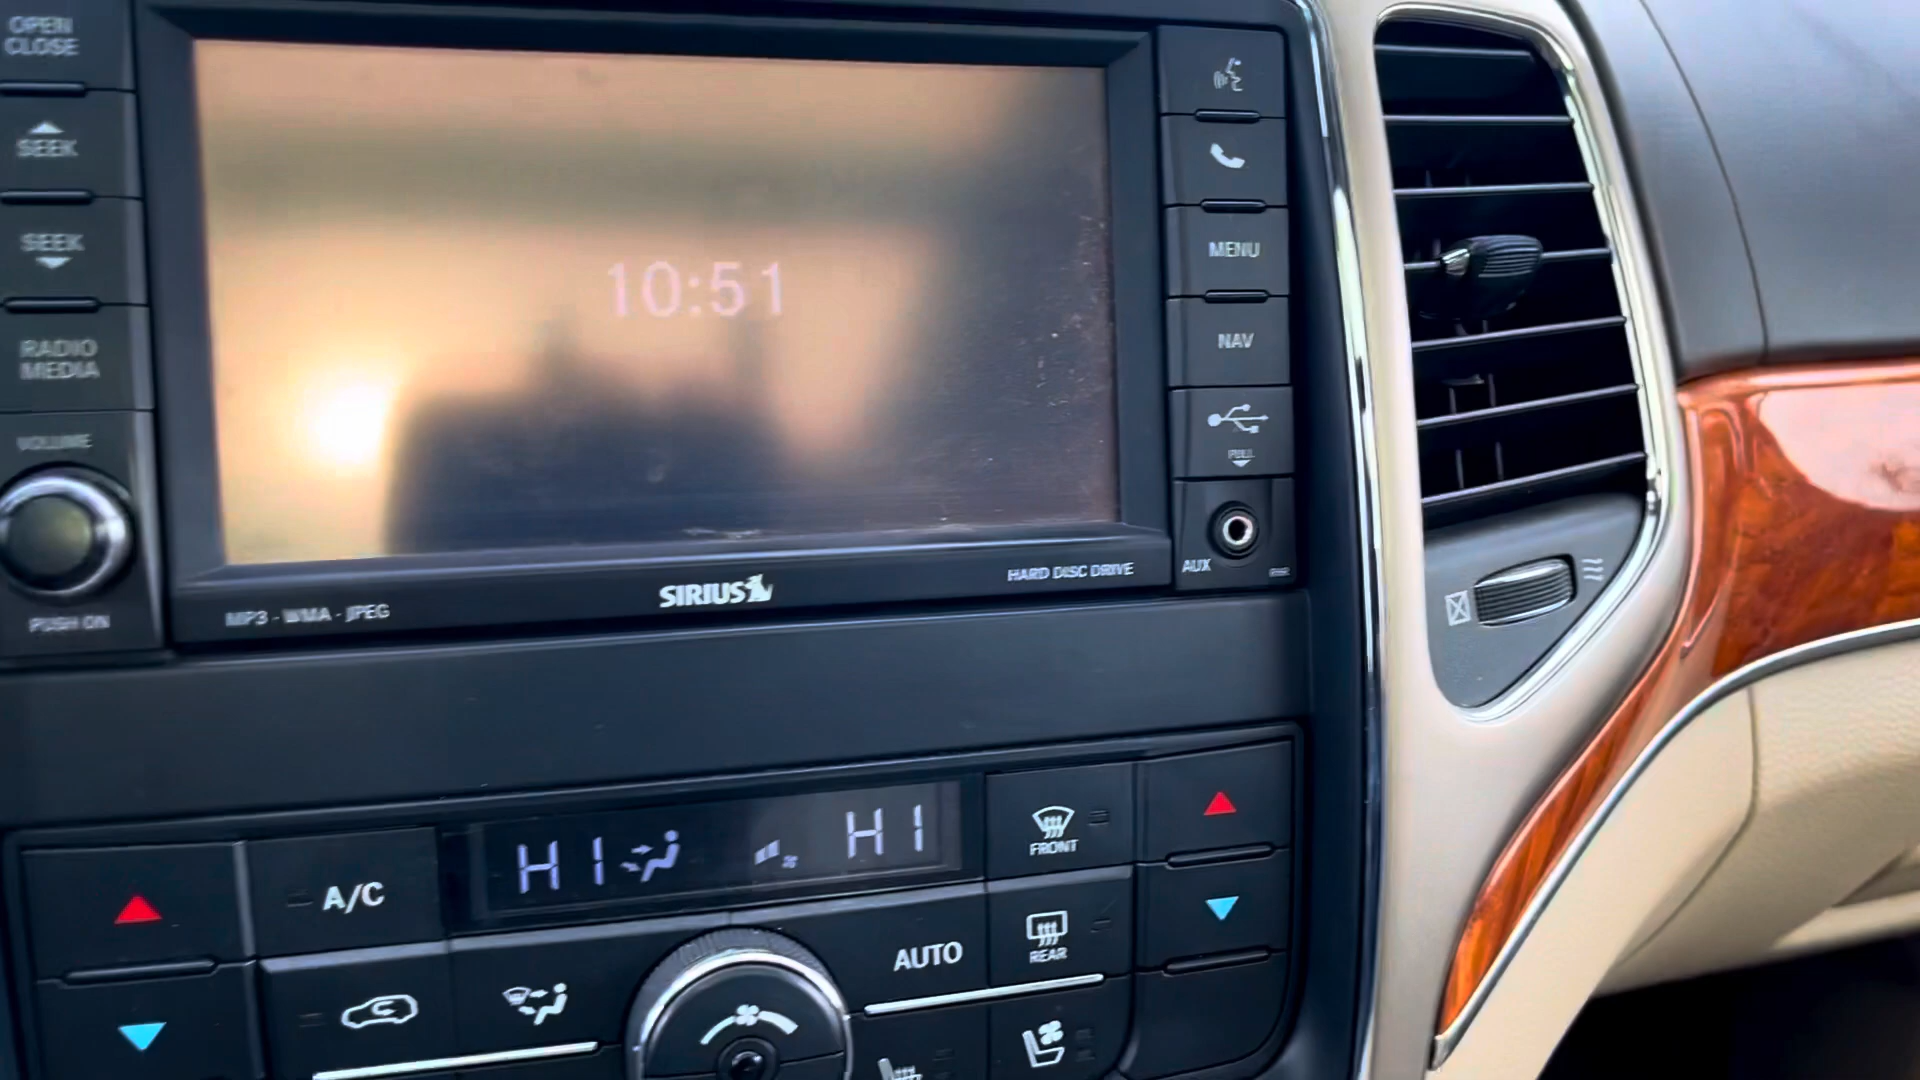 OPEN
CLOSE
SEEK
SEEK
RADIO
MEDIA
VOLUME
PUSH ON
10:51
MENU
NAV
PULL
AUX
MP3 - WMA - JPEG
SIRIUS
HARD DISC DRIVE
HI
HI
FRONT
A/C
AUTO
REAR